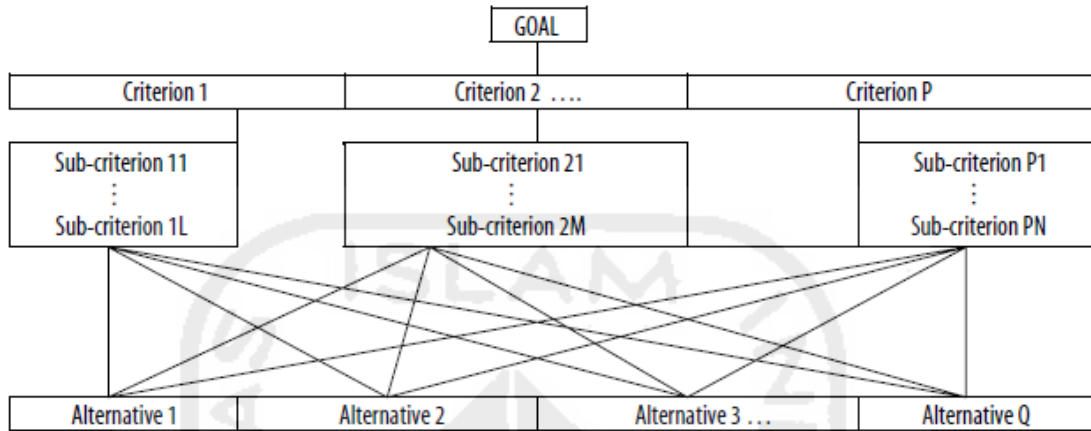 GOAL
Criterion 1 Criterion 2 .... Criterion P
Sub-criterion 11 Sub-criterion 21 Sub-criterion P1
⋮ ⋮ ⋮
Sub-criterion 1L Sub-criterion 2M Sub-criterion PN
ISLAM
Alternative 1 Alternative 2 Alternative 3 ... Alternative Q